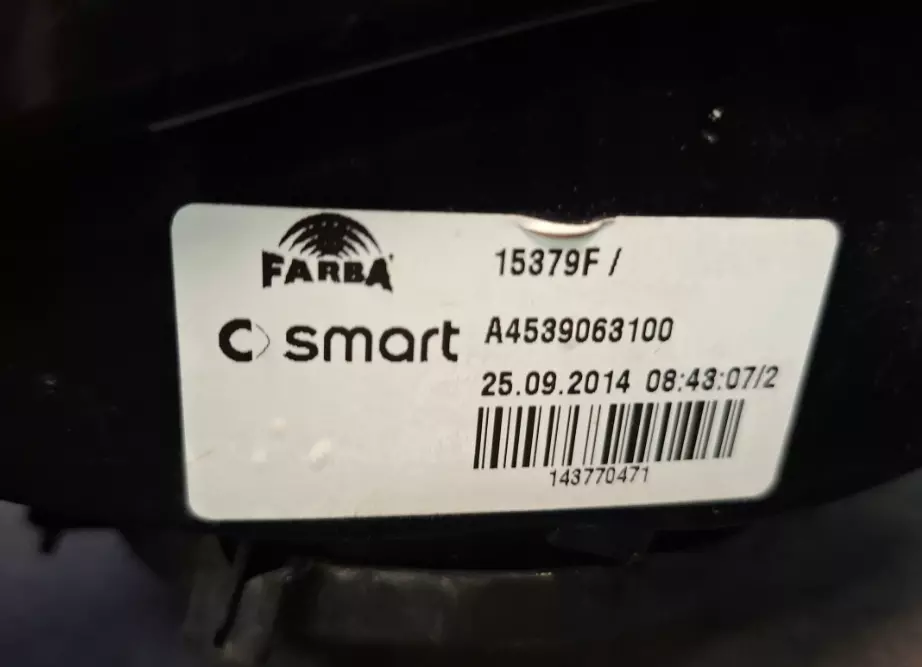 FARBA
15379F /
smart
A4539063100
25.09.2014 08:43:07/2
143770471